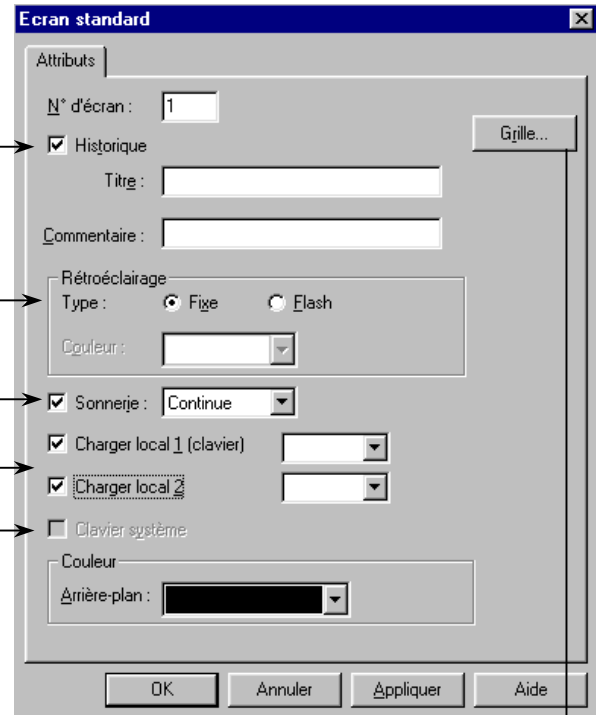 Ecran standard
Attributs
N° d'écran : 1
Grille...
Historique
Titre :
Commentaire :
Rétroéclairage
Type : Fixe Flash
Couleur :
Sonnerie : Continue
Charger local 1 (clavier)
Charger local 2
Clavier système
Couleur
Arrière-plan :
OK Annuler Appliquer Aide